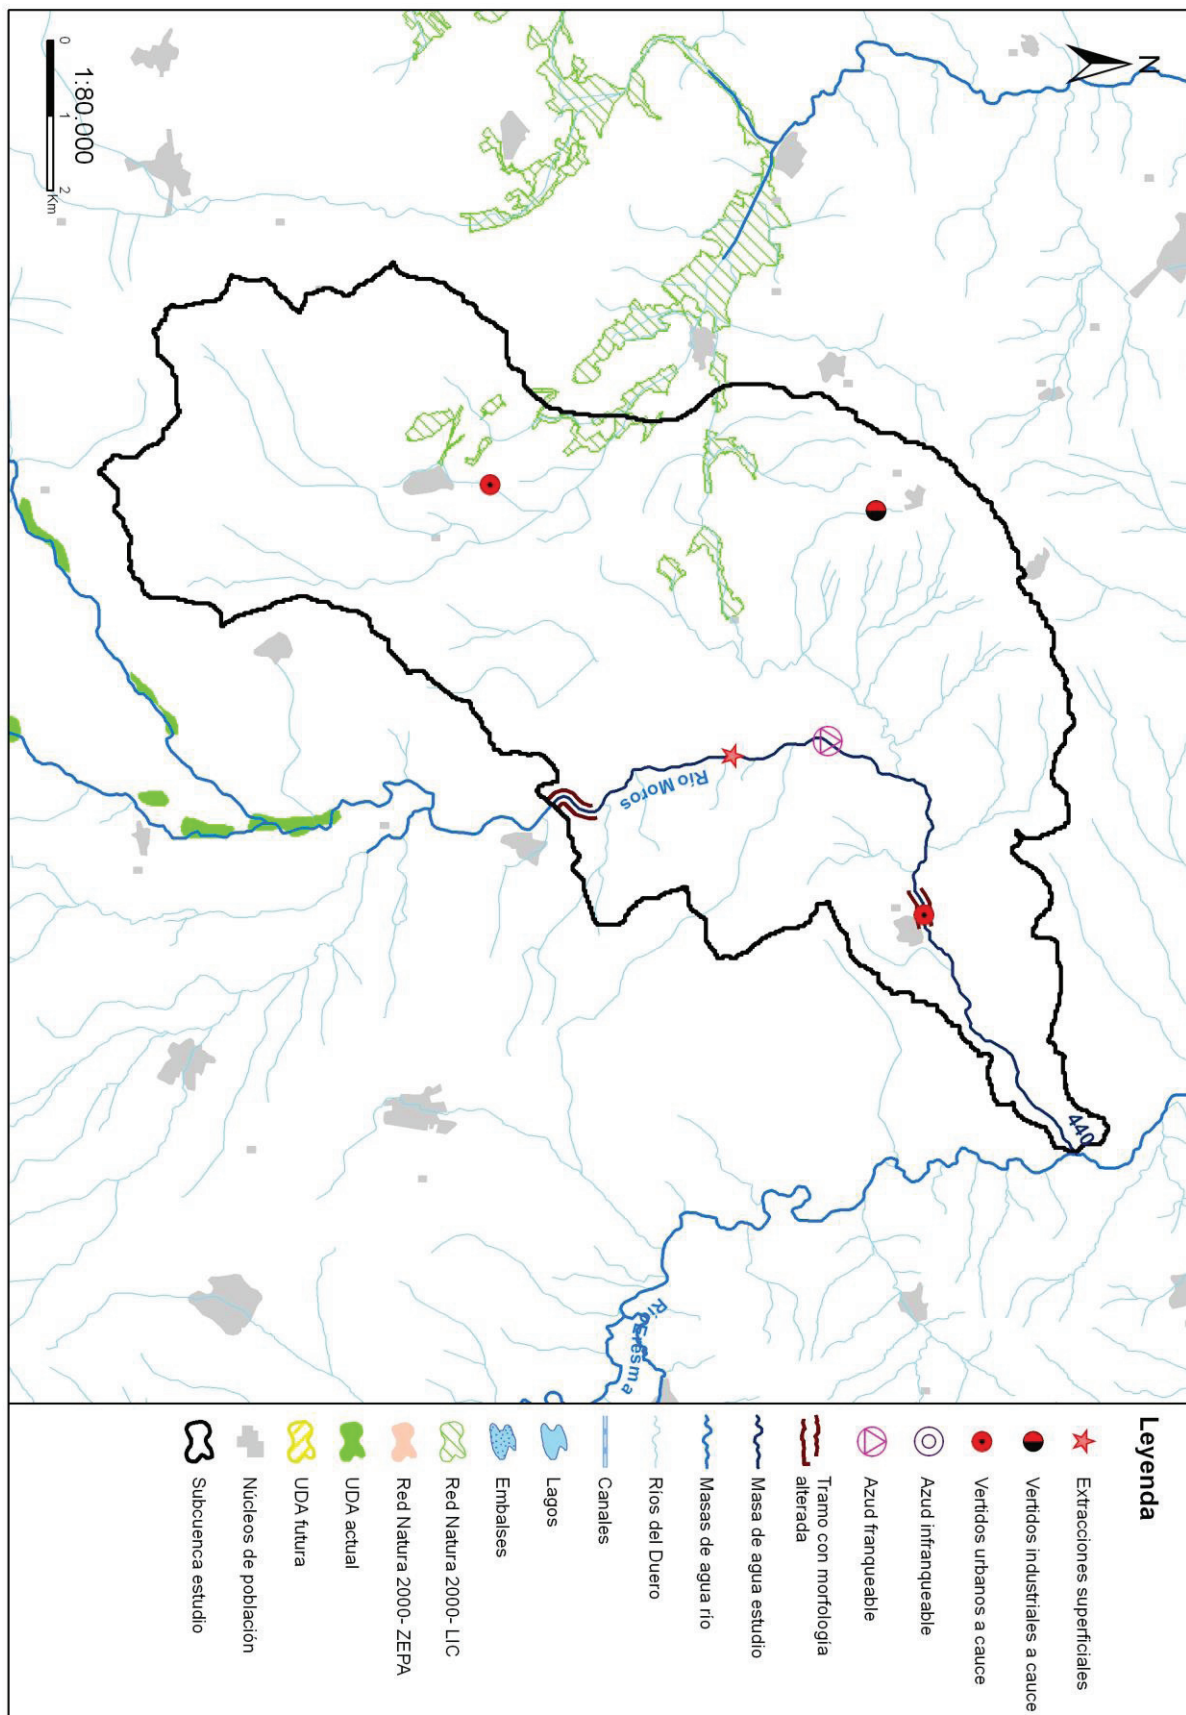 N
0
1
2
Km
1:80.000
Río Moros
440
Río Eresma
Leyenda
Extracciones superficiales
Vertidos industriales a cauce
Vertidos urbanos a cauce
Azud infranqueable
Azud franqueable
Tramo con morfología
alterada
Masa de agua estudio
Masas de agua río
Ríos del Duero
Canales
Lagos
Embalses
Red Natura 2000- LIC
Red Natura 2000- ZEPA
UDA actual
UDA futura
Núcleos de población
Subcuenca estudio